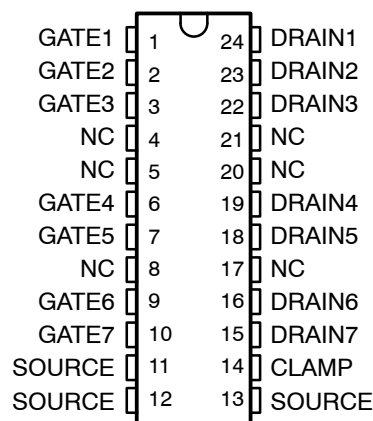 GATE1 1 24 DRAIN1
GATE2 2 23 DRAIN2
GATE3 3 22 DRAIN3
NC 4 21 NC
NC 5 20 NC
GATE4 6 19 DRAIN4
GATE5 7 18 DRAIN5
NC 8 17 NC
GATE6 9 16 DRAIN6
GATE7 10 15 DRAIN7
SOURCE 11 14 CLAMP
SOURCE 12 13 SOURCE